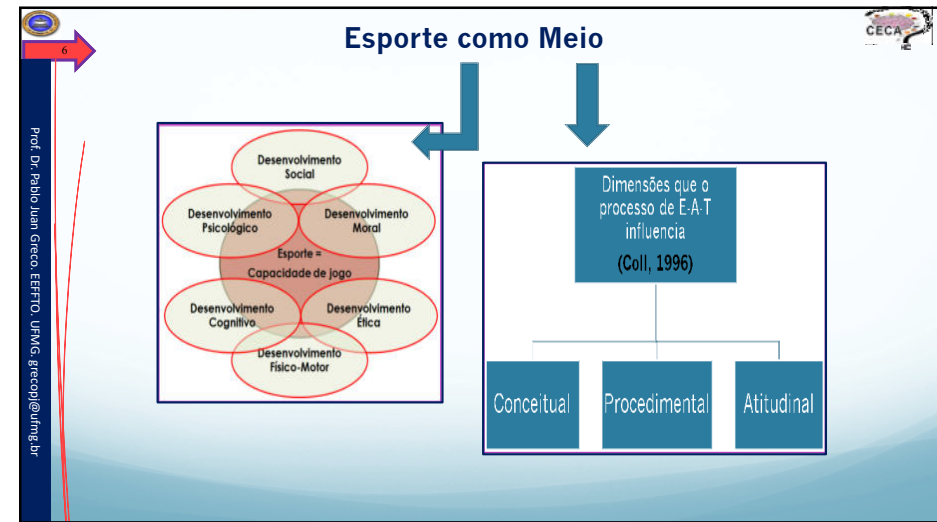 Esporte como Meio
CECA
6
Prof. Dr. Pablo Juan Greco. EEFFTO. UFMG. grecopj@ufmg.br
Desenvolvimento
Social
Desenvolvimento
Psicológico
Desenvolvimento
Moral
Esporte =
Capacidade de jogo
Desenvolvimento
Cognitivo
Desenvolvimento
Ética
Desenvolvimento
Físico-Motor
Dimensões que o
processo de E-A-T
influencia
(Coll, 1996)
Conceitual
Procedimental
Atitudinal